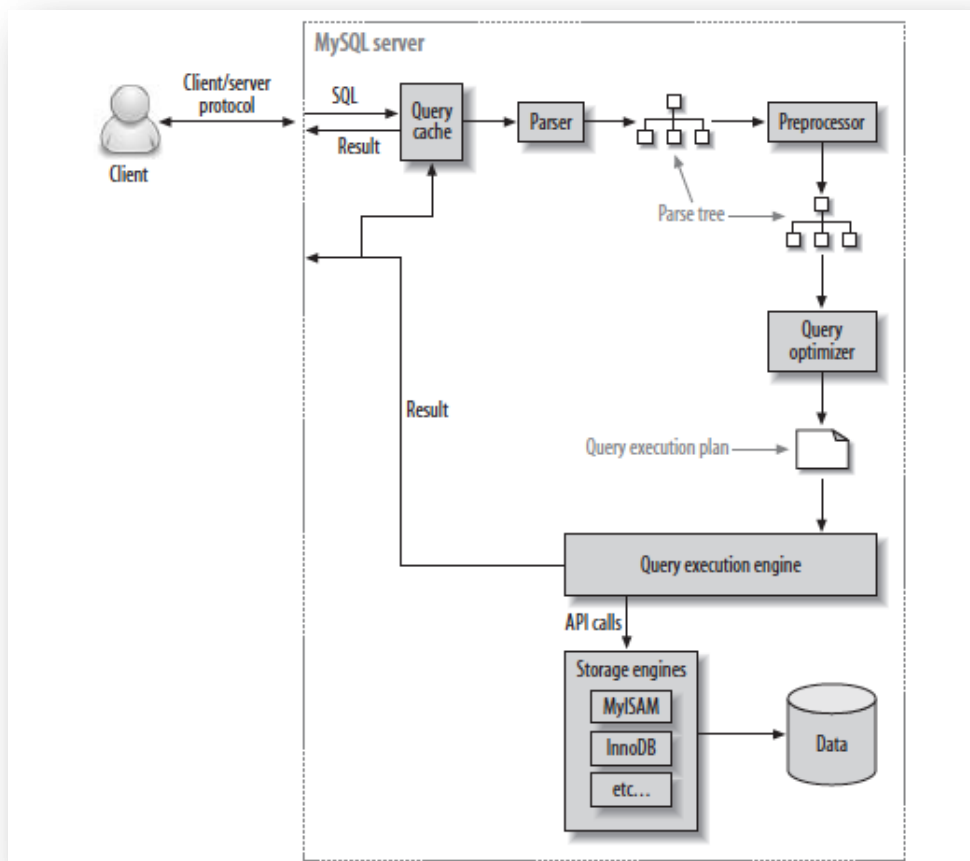 MySQL server
Client/server
protocol
SQL
Result
Client
Query
cache
Parser
Preprocessor
Parse tree
Query
optimizer
Result
Query execution plan
Query execution engine
API calls
Storage engines
MyISAM
InnoDB
etc...
Data